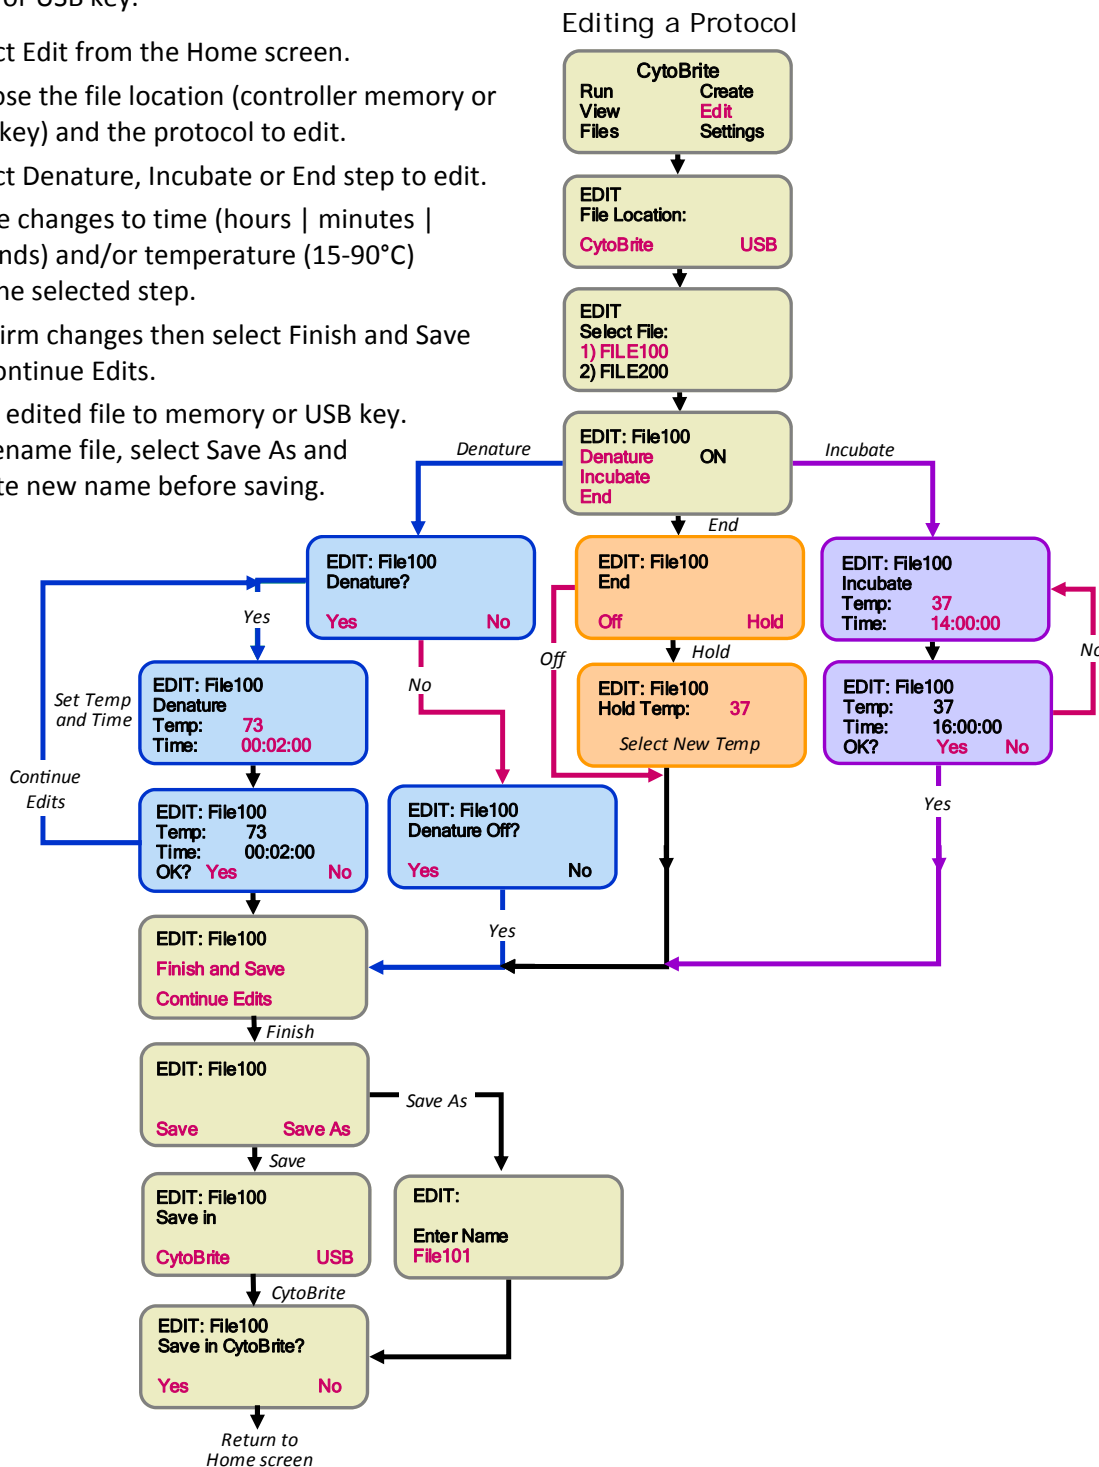 or USB key.
ct Edit from the Home screen.
ose the file location (controller memory or
key) and the protocol to edit.
ct Denature, Incubate or End step to edit.
e changes to time (hours | minutes |
nds) and/or temperature (15-90°C)
he selected step.
firm changes then select Finish and Save
ontinue Edits.
edited file to memory or USB key.
ename file, select Save As and
te new name before saving.
Editing a Protocol
CytoBrite
Run Create
View Edit
Files Settings
EDIT
File Location:
CytoBrite USB
EDIT
Select File:
1) FILE100
2) FILE200
EDIT: File100
Denature ON
Incubate
End
Denature
Incubate
End
EDIT: File100
Denature?
Yes No
EDIT: File100
End
Off Hold
EDIT: File100
Incubate
Temp: 37
Time: 14:00:00
Yes
No
Off
Hold
No
Set Temp
and Time
EDIT: File100
Denature
Temp: 73
Time: 00:02:00
EDIT: File100
Hold Temp: 37
Select New Temp
EDIT: File100
Temp: 37
Time: 16:00:00
OK? Yes No
Continue
Edits
EDIT: File100
Temp: 73
Time: 00:02:00
OK? Yes No
EDIT: File100
Denature Off?
Yes No
Yes
Yes
EDIT: File100
Finish and Save
Continue Edits
Finish
EDIT: File100
Save Save As
Save As
Save
EDIT: File100
Save in
CytoBrite USB
EDIT:
Enter Name
File101
CytoBrite
EDIT: File100
Save in CytoBrite?
Yes No
Return to
Home screen